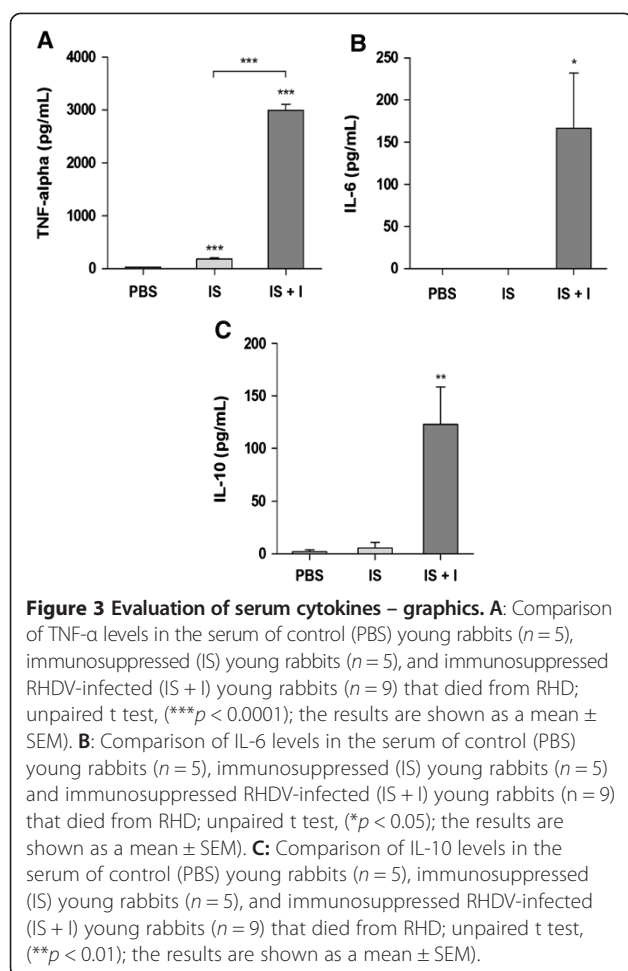 A
TNF-alpha (pg/mL)
4000
3000
2000
1000
0
***
***
***
PBS
IS
IS + I
B
IL-6 (pg/mL)
250
200
150
100
50
0
*
PBS
IS
IS + I
C
IL-10 (pg/mL)
200
150
100
50
0
**
PBS
IS
IS + I
Figure 3 Evaluation of serum cytokines – graphics. A: Comparison
of TNF-α levels in the serum of control (PBS) young rabbits (n = 5),
immunosuppressed (IS) young rabbits (n = 5), and immunosuppressed
RHDV-infected (IS + I) young rabbits (n = 9) that died from RHD;
unpaired t test, (***p < 0.0001); the results are shown as a mean ±
SEM). B: Comparison of IL-6 levels in the serum of control (PBS)
young rabbits (n = 5), immunosuppressed (IS) young rabbits (n = 5)
and immunosuppressed RHDV-infected (IS + I) young rabbits (n = 9)
that died from RHD; unpaired t test, (*p < 0.05); the results are
shown as a mean ± SEM). C: Comparison of IL-10 levels in the
serum of control (PBS) young rabbits (n = 5), immunosuppressed
(IS) young rabbits (n = 5), and immunosuppressed RHDV-infected
(IS + I) young rabbits (n = 9) that died from RHD; unpaired t test,
(**p < 0.01); the results are shown as a mean ± SEM).